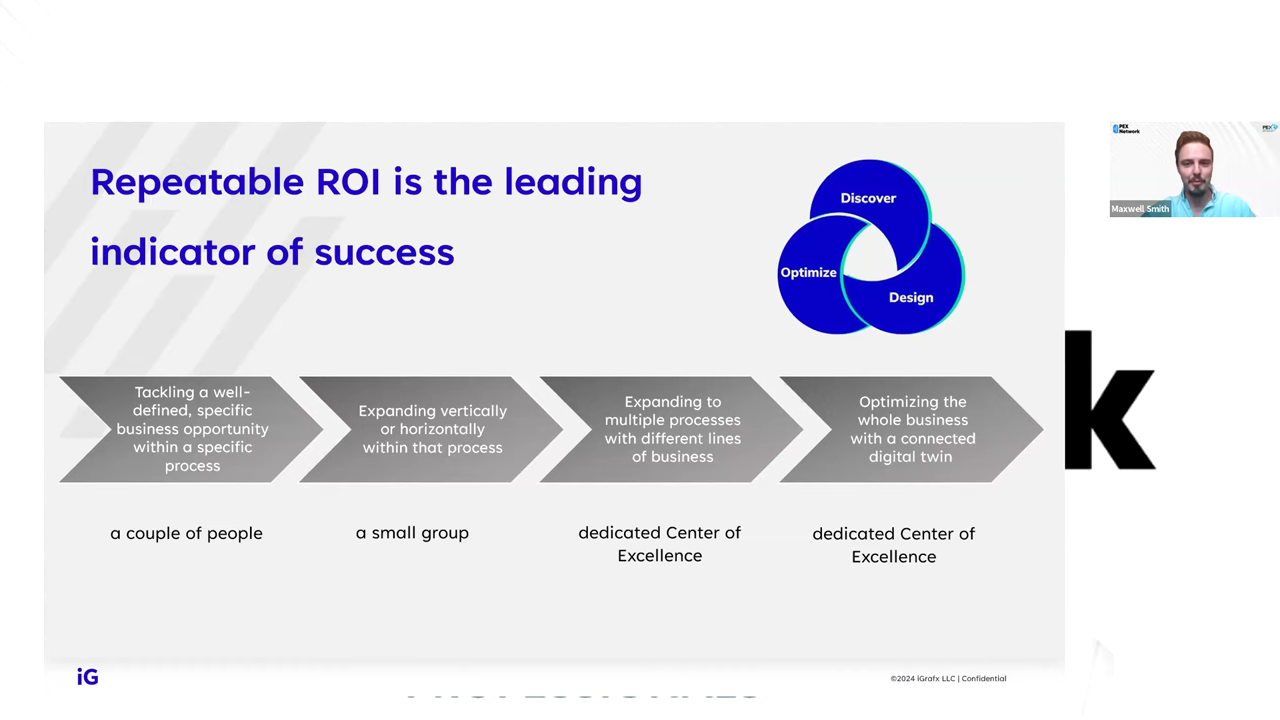 Repeatable ROI is the leading
indicator of success
Discover
Optimize
Design
Tackling a well-
defined, specific
business opportunity
within a specific
process
Expanding vertically
or horizontally
within that process
Expanding to
multiple processes
with different lines
of business
Optimizing the
whole business
with a connected
digital twin
a couple of people
a small group
dedicated Center of
Excellence
dedicated Center of
Excellence
iG
©2024 iGrafx LLC | Confidential
PEX
Network
Maxwell Smith
k